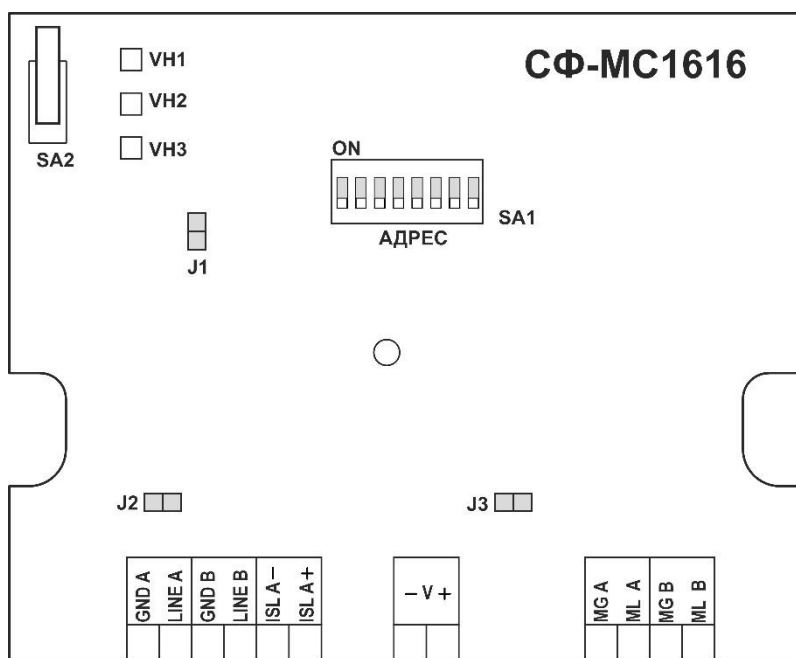 VH1
СФ-МС1616
VH2
VH3
SA2
ON
SA1
АДРЕС
J1
J2
J3
GND A
LINE A
GND B
LINE B
ISL A −
ISL A +
− V +
MG A
ML A
MG B
ML B